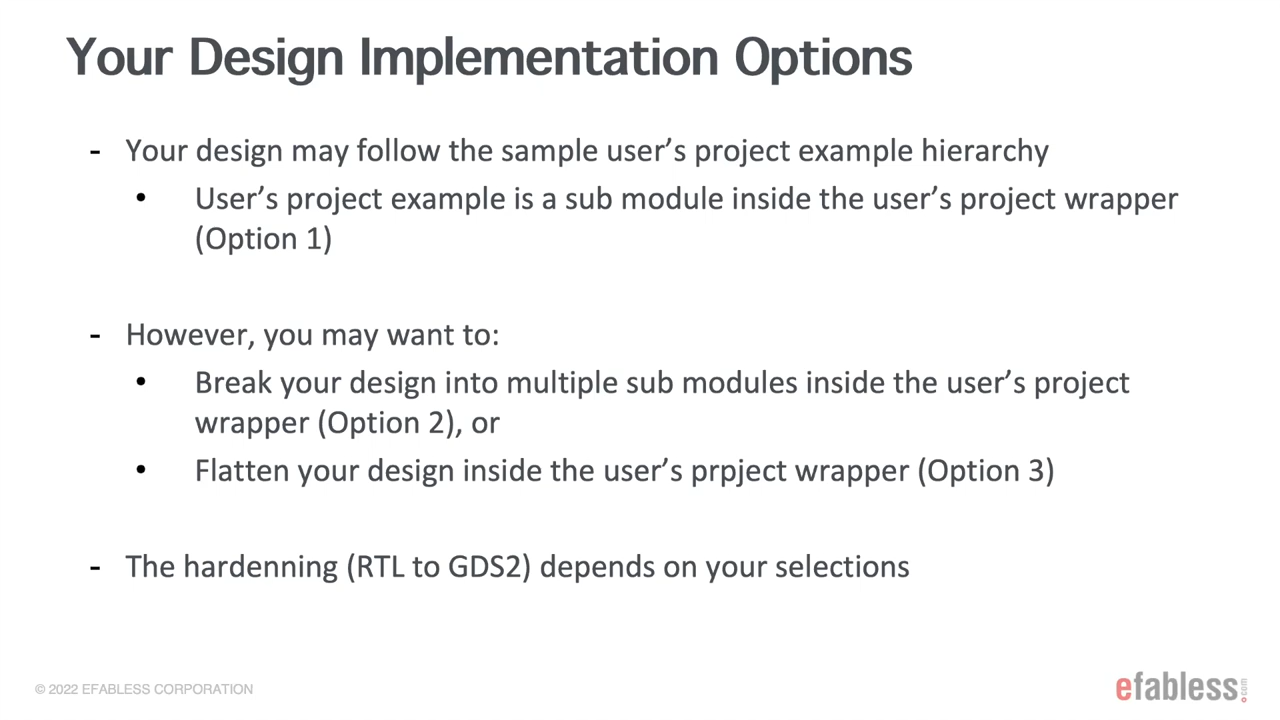 Your Design Implementation Options
- Your design may follow the sample user’s project example hierarchy
• User’s project example is a sub module inside the user’s project wrapper
(Option 1)
- However, you may want to:
• Break your design into multiple sub modules inside the user’s project
wrapper (Option 2), or
• Flatten your design inside the user’s prpject wrapper (Option 3)
- The hardenning (RTL to GDS2) depends on your selections
© 2022 EFABLESS CORPORATION
efabless.com